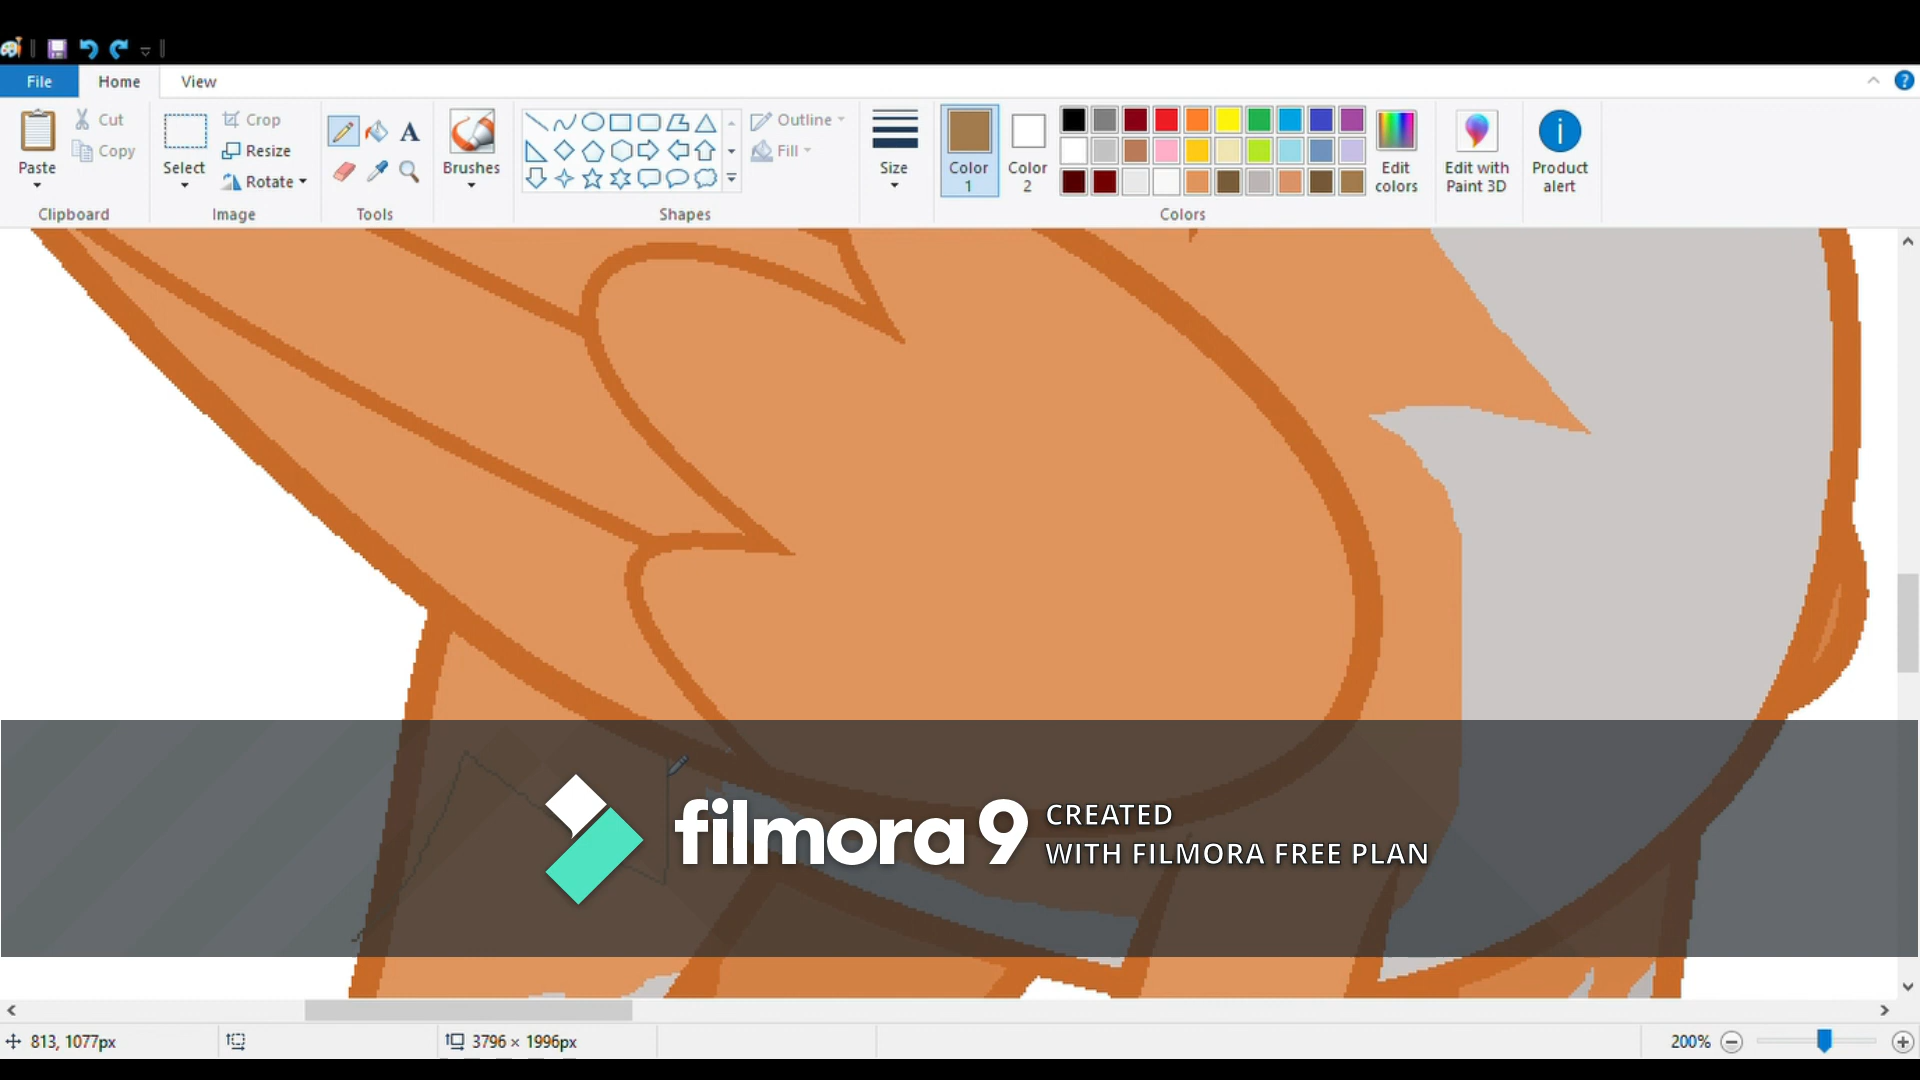 File Home View
Paste
Cut
Copy
Clipboard
Select
Crop
Resize
Rotate
Image
A
Tools
Brushes
Shapes
Outline
Fill
Size
Color
1
Color
2
Colors
Edit
colors
Edit with
Paint 3D
Product
alert
filmora 9
CREATED
WITH FILMORA FREE PLAN
813, 1077px
3796 × 1996px
200%